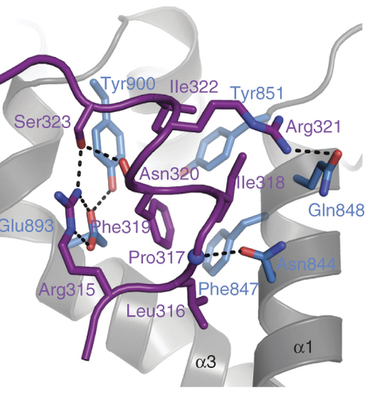 Tyr900
Ile322
Tyr851
Ser323
Arg321
Asn320
Ile318
Gln848
Glu893
Phe319
Pro317
Asn844
Arg315
Phe847
Leu316
α3
α1